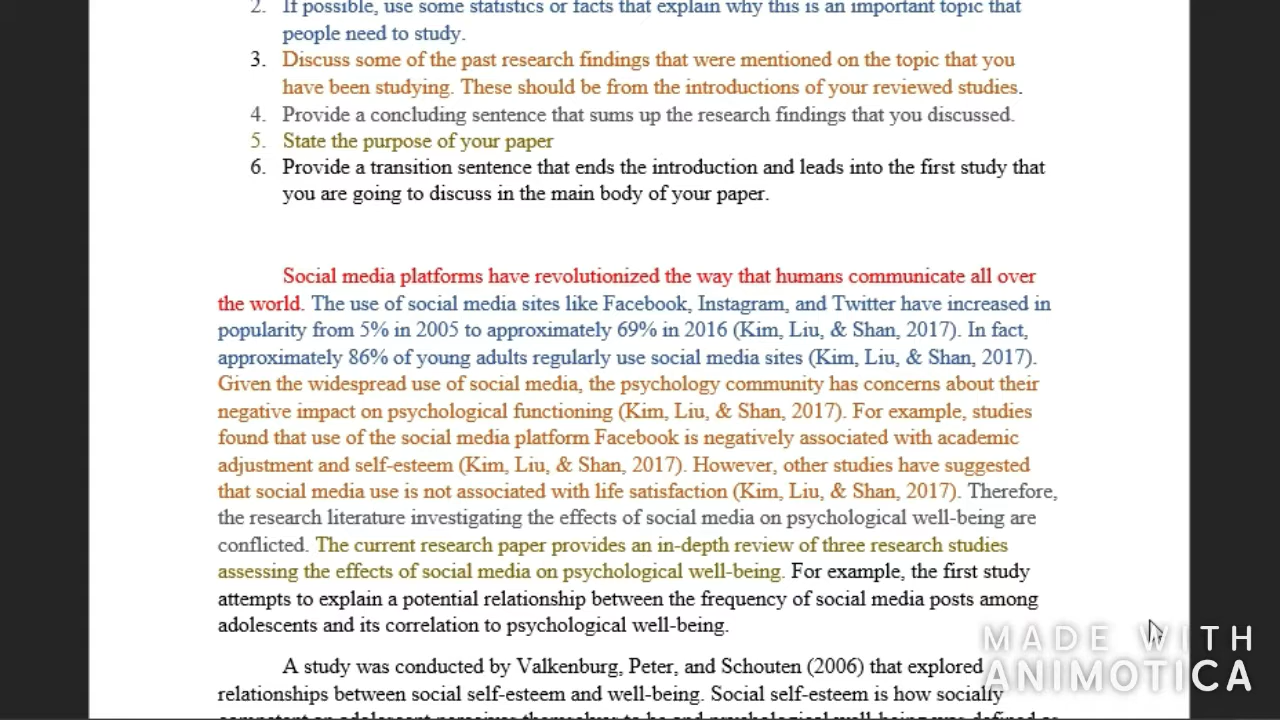 2. If possible, use some statistics or facts that explain why this is an important topic that
people need to study.
3. Discuss some of the past research findings that were mentioned on the topic that you
have been studying. These should be from the introductions of your reviewed studies.
4. Provide a concluding sentence that sums up the research findings that you discussed.
5. State the purpose of your paper
6. Provide a transition sentence that ends the introduction and leads into the first study that
you are going to discuss in the main body of your paper.
Social media platforms have revolutionized the way that humans communicate all over
the world. The use of social media sites like Facebook, Instagram, and Twitter have increased in
popularity from 5% in 2005 to approximately 69% in 2016 (Kim, Liu, & Shan, 2017). In fact,
approximately 86% of young adults regularly use social media sites (Kim, Liu, & Shan, 2017).
Given the widespread use of social media, the psychology community has concerns about their
negative impact on psychological functioning (Kim, Liu, & Shan, 2017). For example, studies
found that use of the social media platform Facebook is negatively associated with academic
adjustment and self-esteem (Kim, Liu, & Shan, 2017). However, other studies have suggested
that social media use is not associated with life satisfaction (Kim, Liu, & Shan, 2017). Therefore,
the research literature investigating the effects of social media on psychological well-being are
conflicted. The current research paper provides an in-depth review of three research studies
assessing the effects of social media on psychological well-being. For example, the first study
attempts to explain a potential relationship between the frequency of social media posts among
adolescents and its correlation to psychological well-being.
A study was conducted by Valkenburg, Peter, and Schouten (2006) that explored
relationships between social self-esteem and well-being. Social self-esteem is how socially
MADE WITH
ANIMOTICA